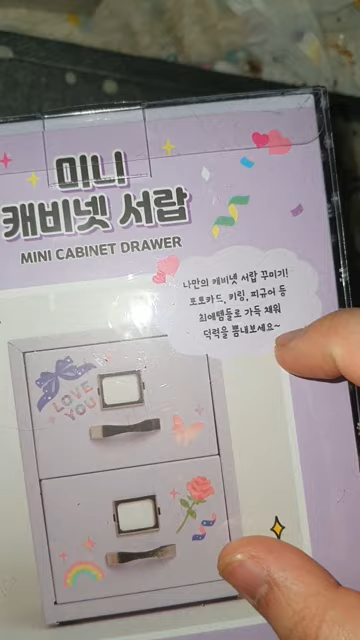 미니
캐비넷 서랍
MINI CABINET DRAWER
나만의 캐비넷 서랍 꾸미기!
포토카드, 키링, 피규어 등
최애템들로 가득 채워
덕력을 뽐내보세요~
LOVE
YOU